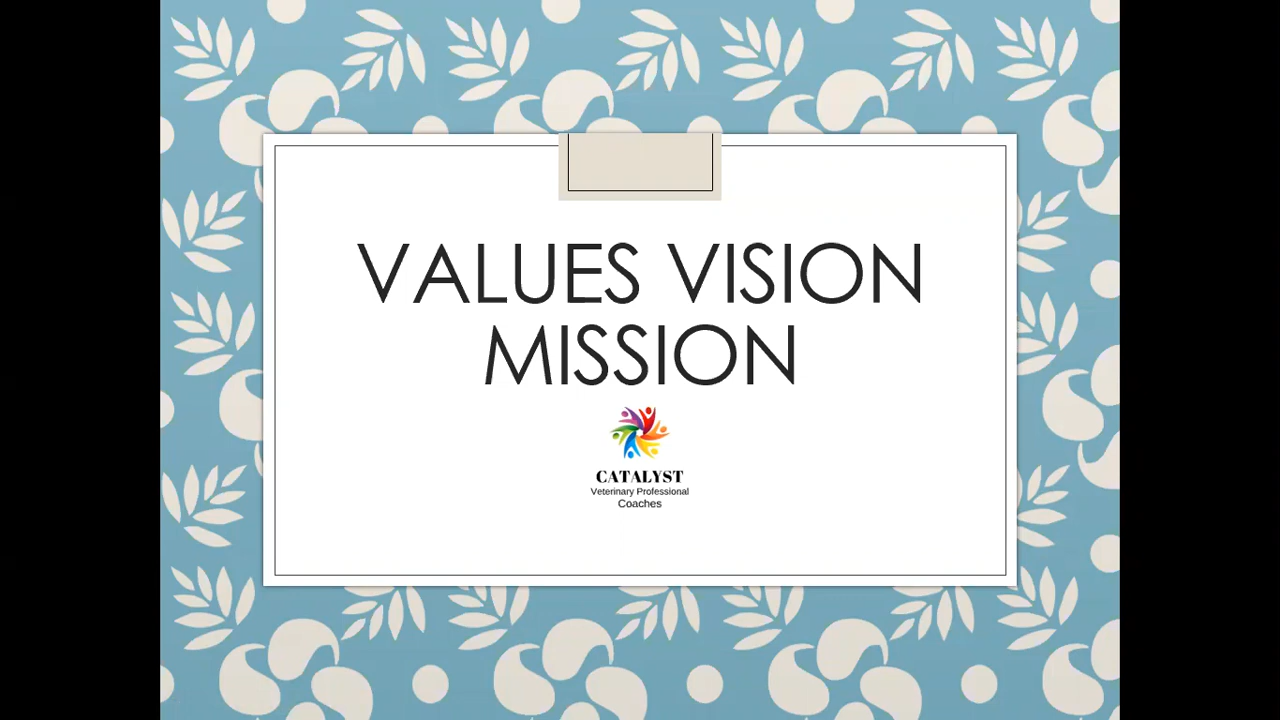 VALUES VISION
MISSION
CATALYST
Veterinary Professional
Coaches